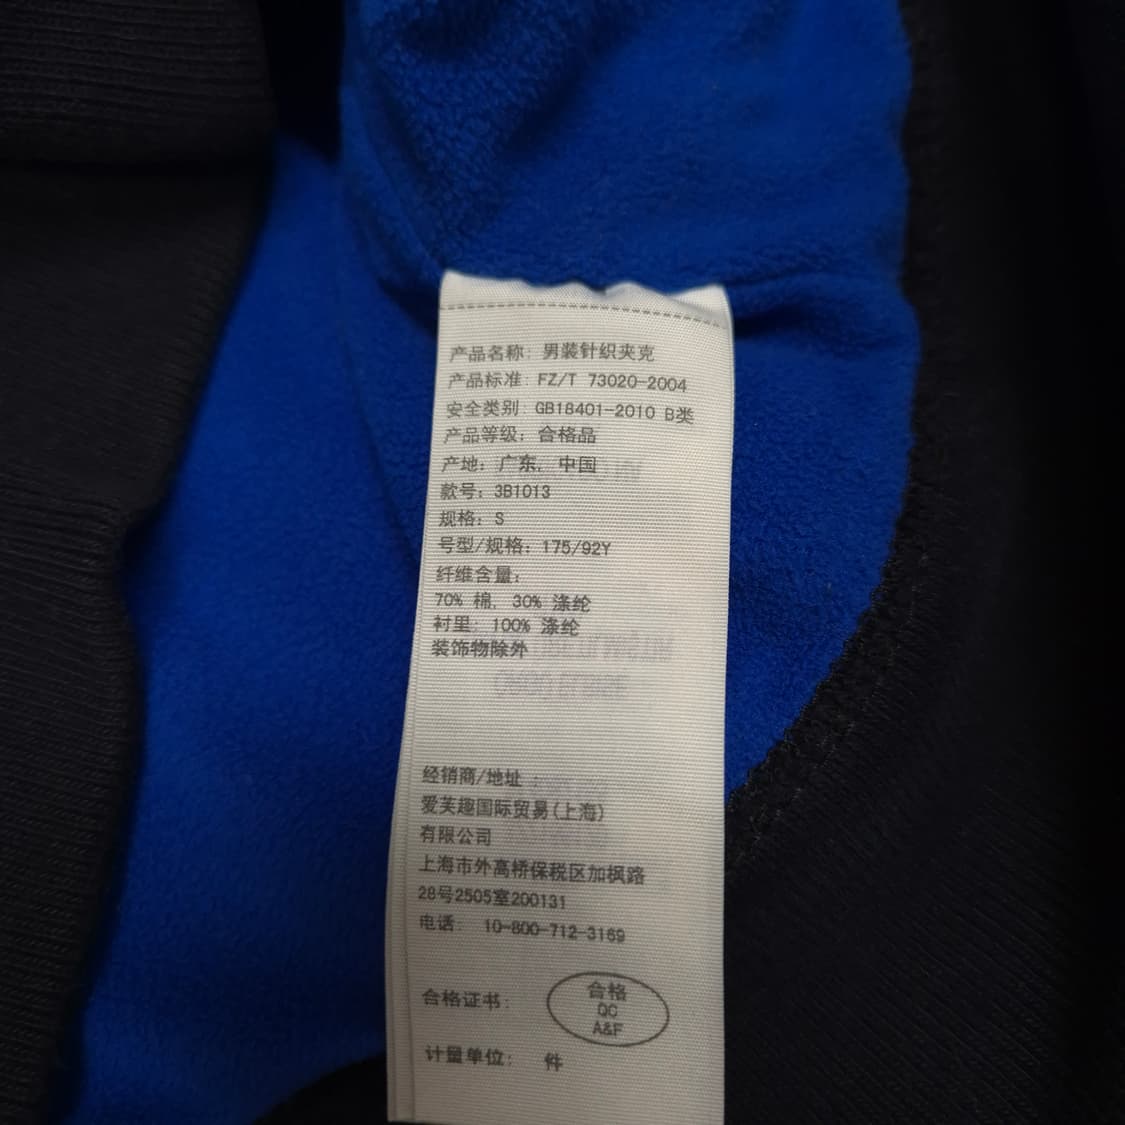 产品名称: 男装针织夹克
产品标准: FZ/T 73020-2004
安全类别: GB18401-2010 B类
产品等级: 合格品
产地: 广东, 中国
款号: 3B1013
规格: S
号型/规格: 175/92Y
纤维含量:
70% 棉, 30% 涤纶
衬里: 100% 涤纶
装饰物除外
经销商/地址 :
爱芙趣国际贸易(上海)
有限公司
上海市外高桥保税区加枫路
28号2505室200131
电话: 10-800-712-3169
合格证书:
合格
QC
A&F
计量单位: 件